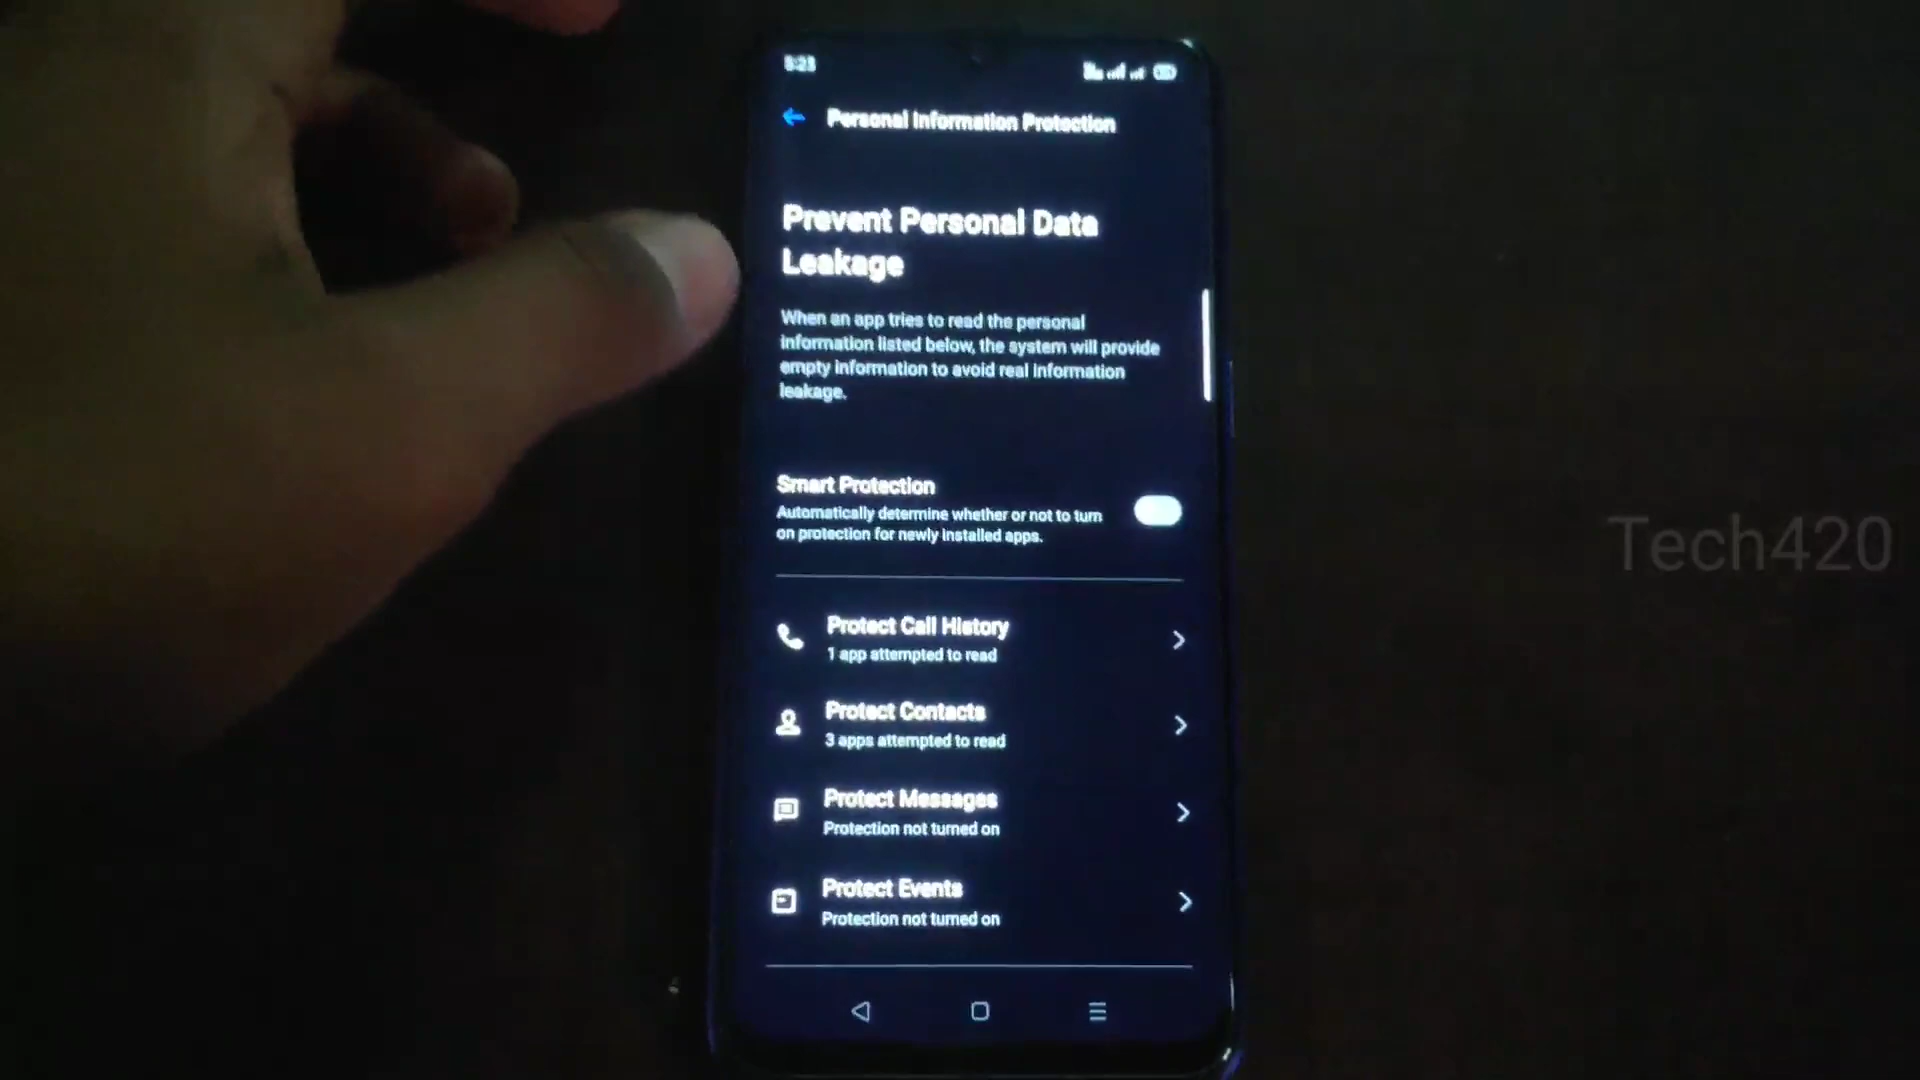 Personal Information Protection
Prevent Personal Data
Leakage
When an app tries to read the personal
information listed below, the system will provide
empty information to avoid real information
leakage.
Smart Protection
Automatically determine whether or not to turn
on protection for newly installed apps.
Protect Call History
1 app attempted to read
Protect Contacts
3 apps attempted to read
Protect Messages
Protection not turned on
Protect Events
Protection not turned on
Tech420